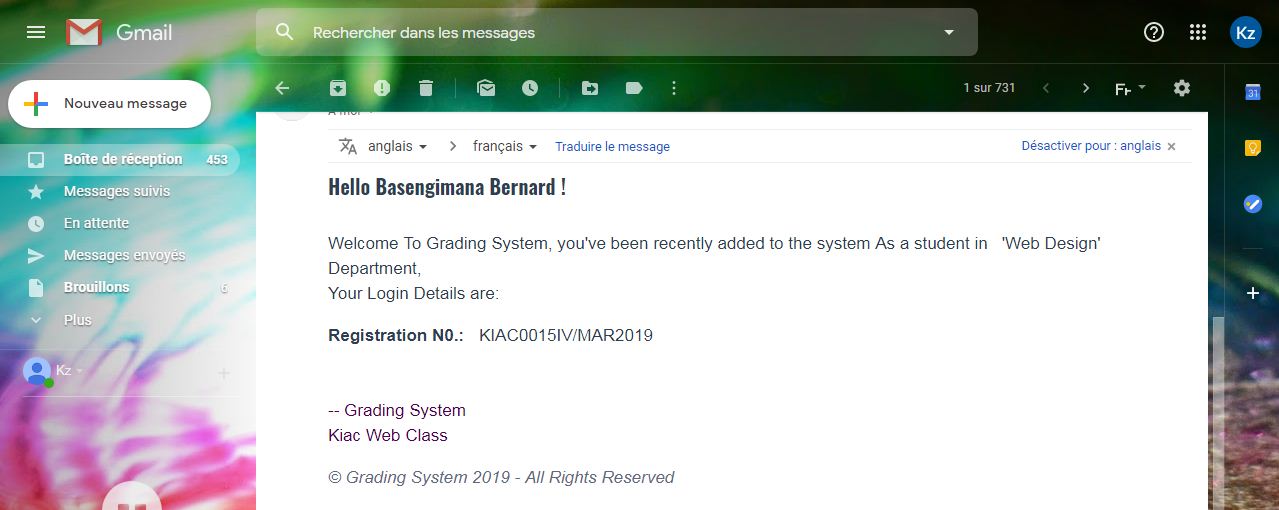 Gmail
Rechercher dans les messages
Kz
Nouveau message
1 sur 731
Boîte de réception 453
Messages suivis
En attente
Messages envoyés
Brouillons 6
Plus
Kz
31
anglais
français
Traduire le message
Désactiver pour : anglais
Hello Basengimana Bernard !
Welcome To Grading System, you've been recently added to the system As a student in 'Web Design'
Department,
Your Login Details are:
Registration N0.: KIAC0015IV/MAR2019
-- Grading System
Kiac Web Class
© Grading System 2019 - All Rights Reserved